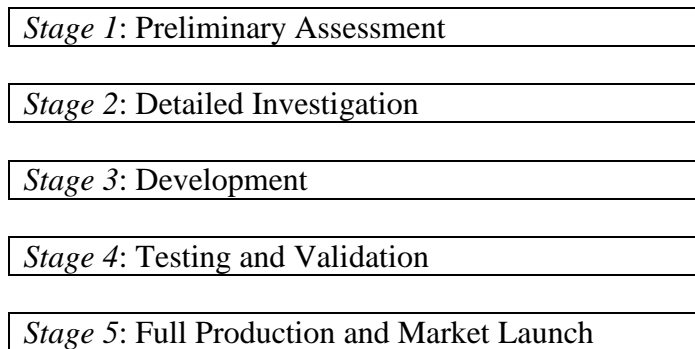 Stage 1: Preliminary Assessment
Stage 2: Detailed Investigation
Stage 3: Development
Stage 4: Testing and Validation
Stage 5: Full Production and Market Launch